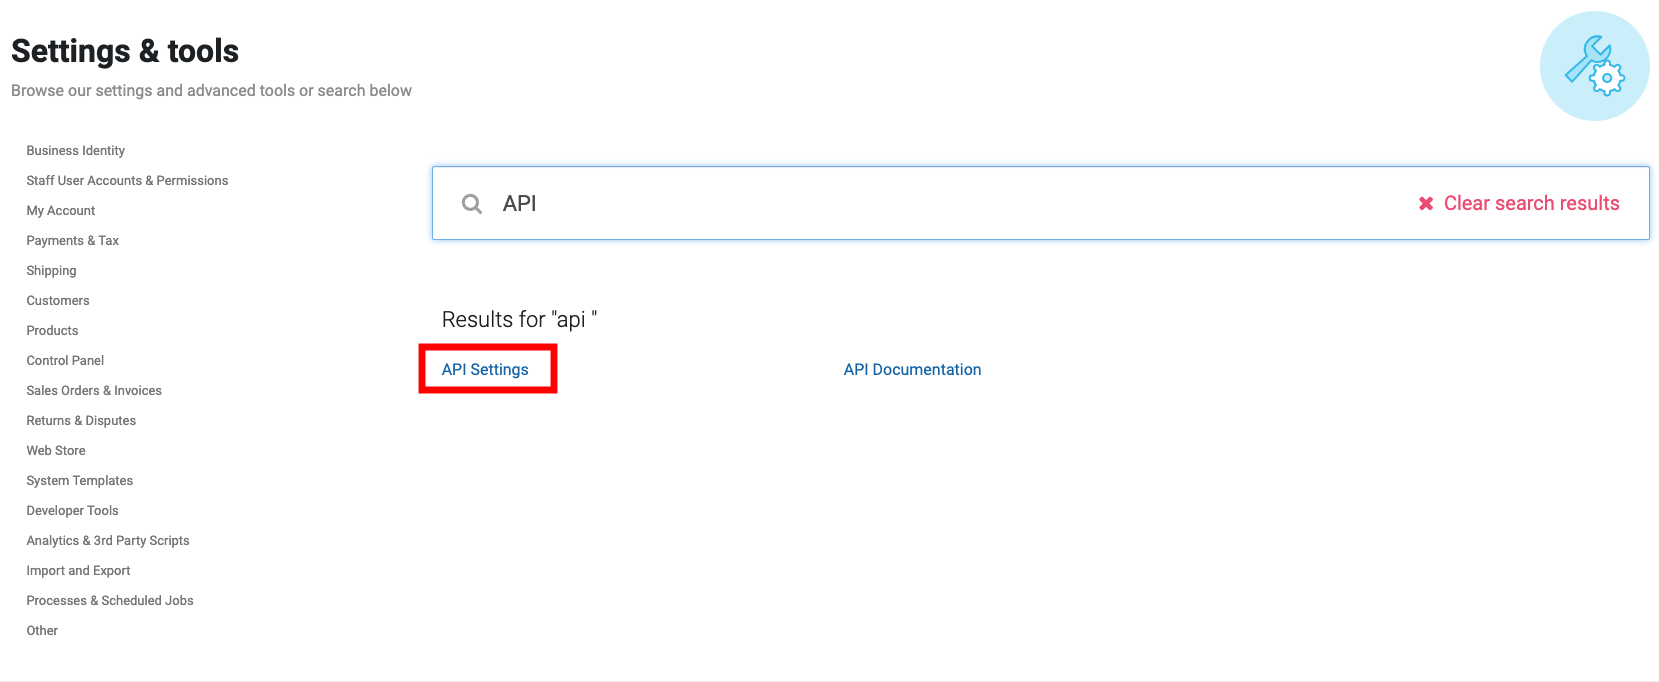 Settings & tools
Browse our settings and advanced tools or search below
Business Identity
Staff User Accounts & Permissions
My Account
Payments & Tax
Shipping
Customers
Products
Control Panel
Sales Orders & Invoices
Returns & Disputes
Web Store
System Templates
Developer Tools
Analytics & 3rd Party Scripts
Import and Export
Processes & Scheduled Jobs
Other
API
Clear search results
Results for "api "
API Settings
API Documentation